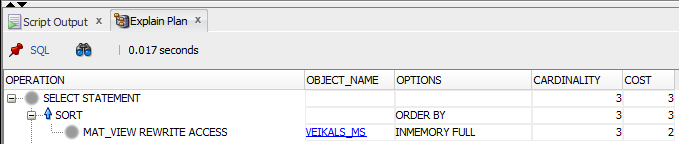 Script Output x Explain Plan x
SQL | 0.017 seconds
OPERATION OBJECT_NAME OPTIONS CARDINALITY COST
SELECT STATEMENT 3 3
SORT ORDER BY 3 3
MAT_VIEW REWRITE ACCESS VEIKALS_MS INMEMORY FULL 3 2